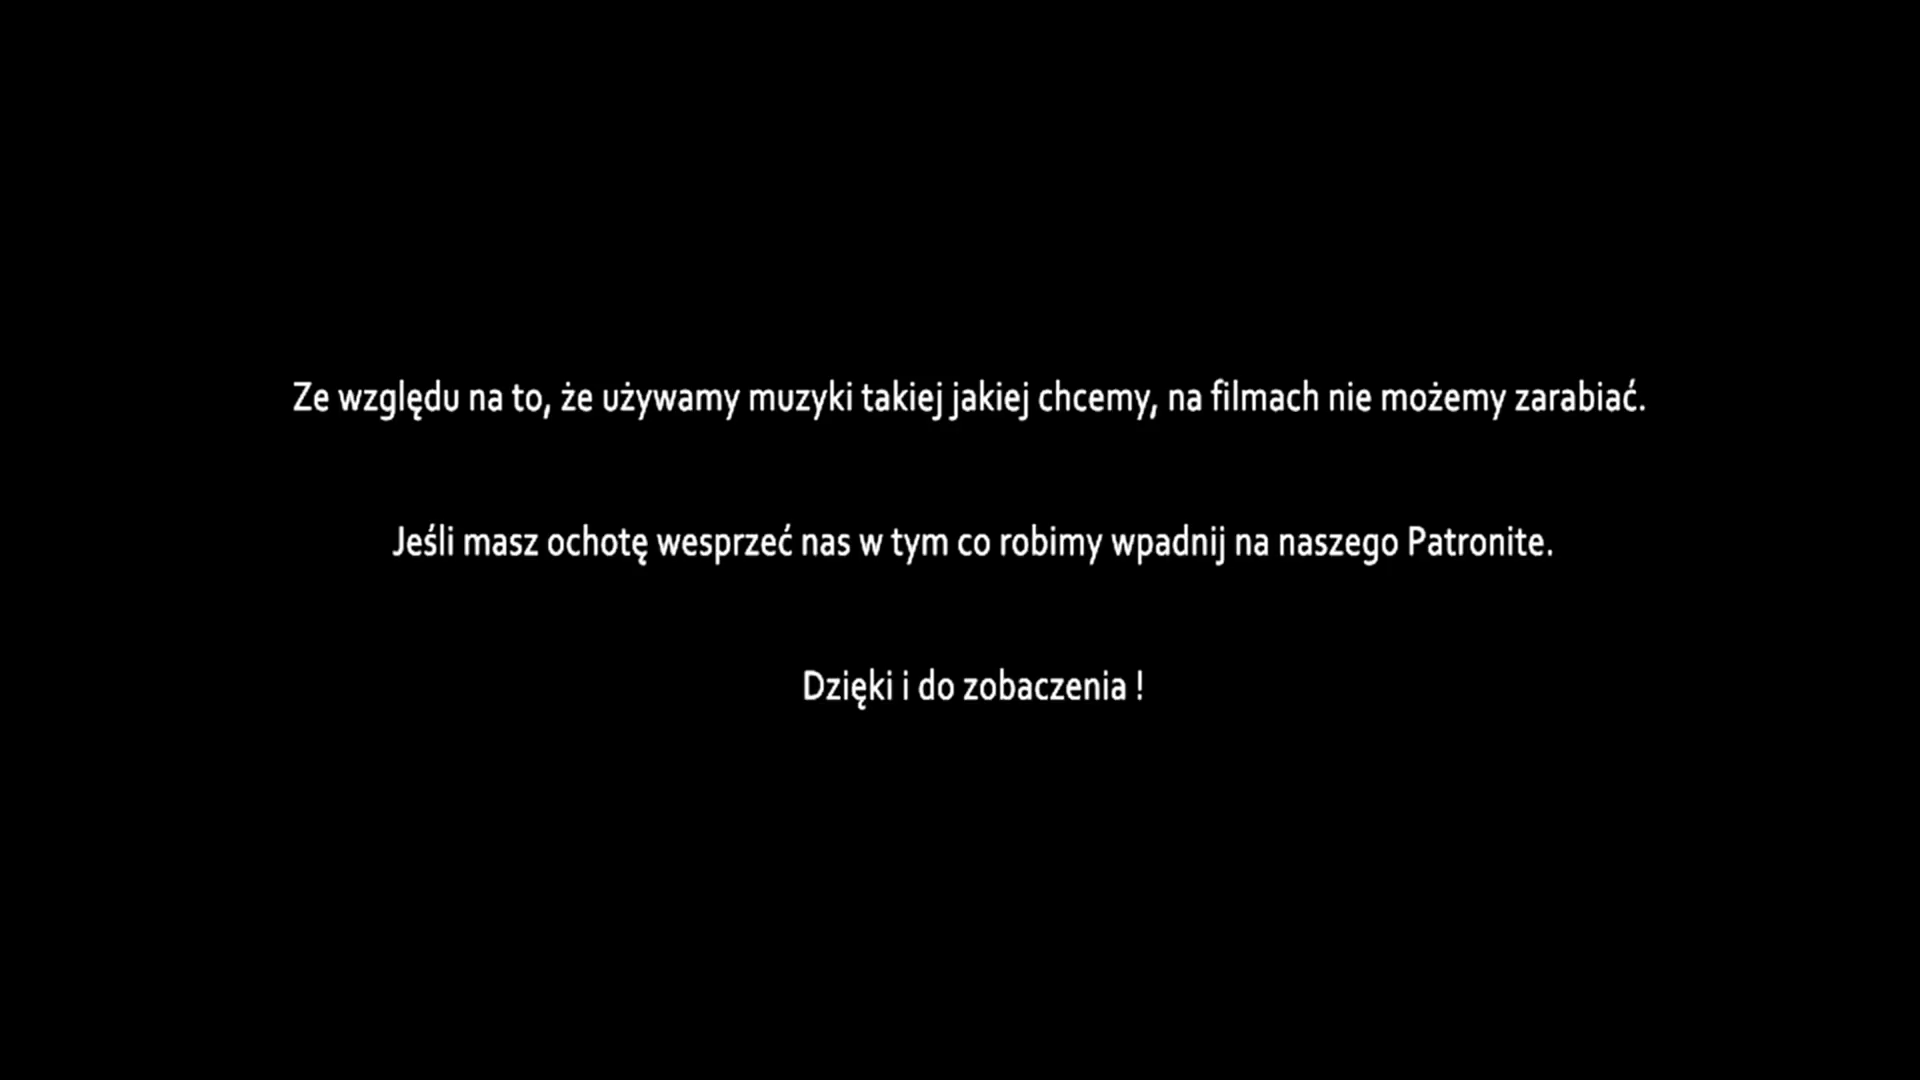 Ze względu na to, że używamy muzyki takiej jakiej chcemy, na filmach nie możemy zarabiać.
Jeśli masz ochotę wesprzeć nas w tym co robimy wpadnij na naszego Patronite.
Dzięki i do zobaczenia !